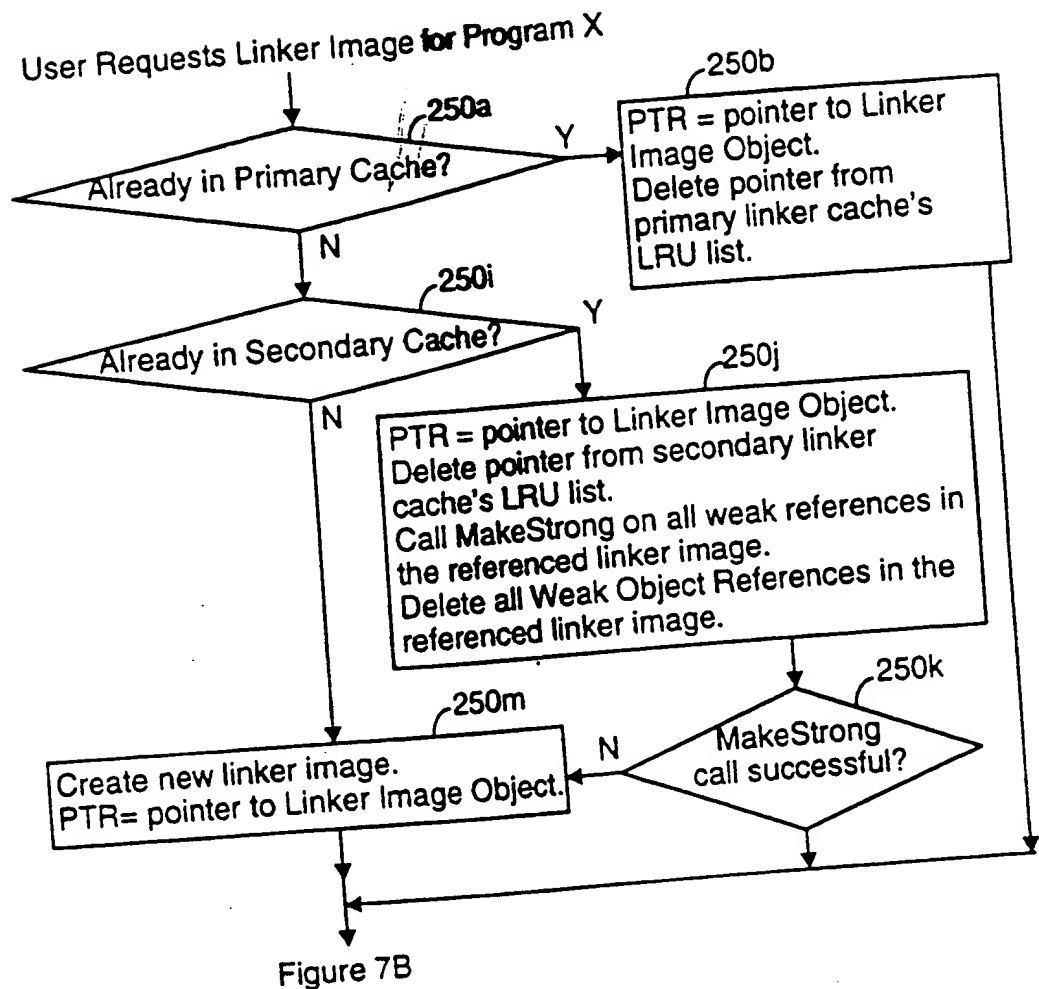 User Requests Linker Image for Program X
250a
Already in Primary Cache?
Y
N
250b
PTR = pointer to Linker
Image Object.
Delete pointer from
primary linker cache's
LRU list.
250i
Already in Secondary Cache?
Y
N
250j
PTR = pointer to Linker Image Object.
Delete pointer from secondary linker
cache's LRU list.
Call MakeStrong on all weak references in
the referenced linker image.
Delete all Weak Object References in the
referenced linker image.
250k
MakeStrong
call successful?
N
250m
Create new linker image.
PTR= pointer to Linker Image Object.
Figure 7B